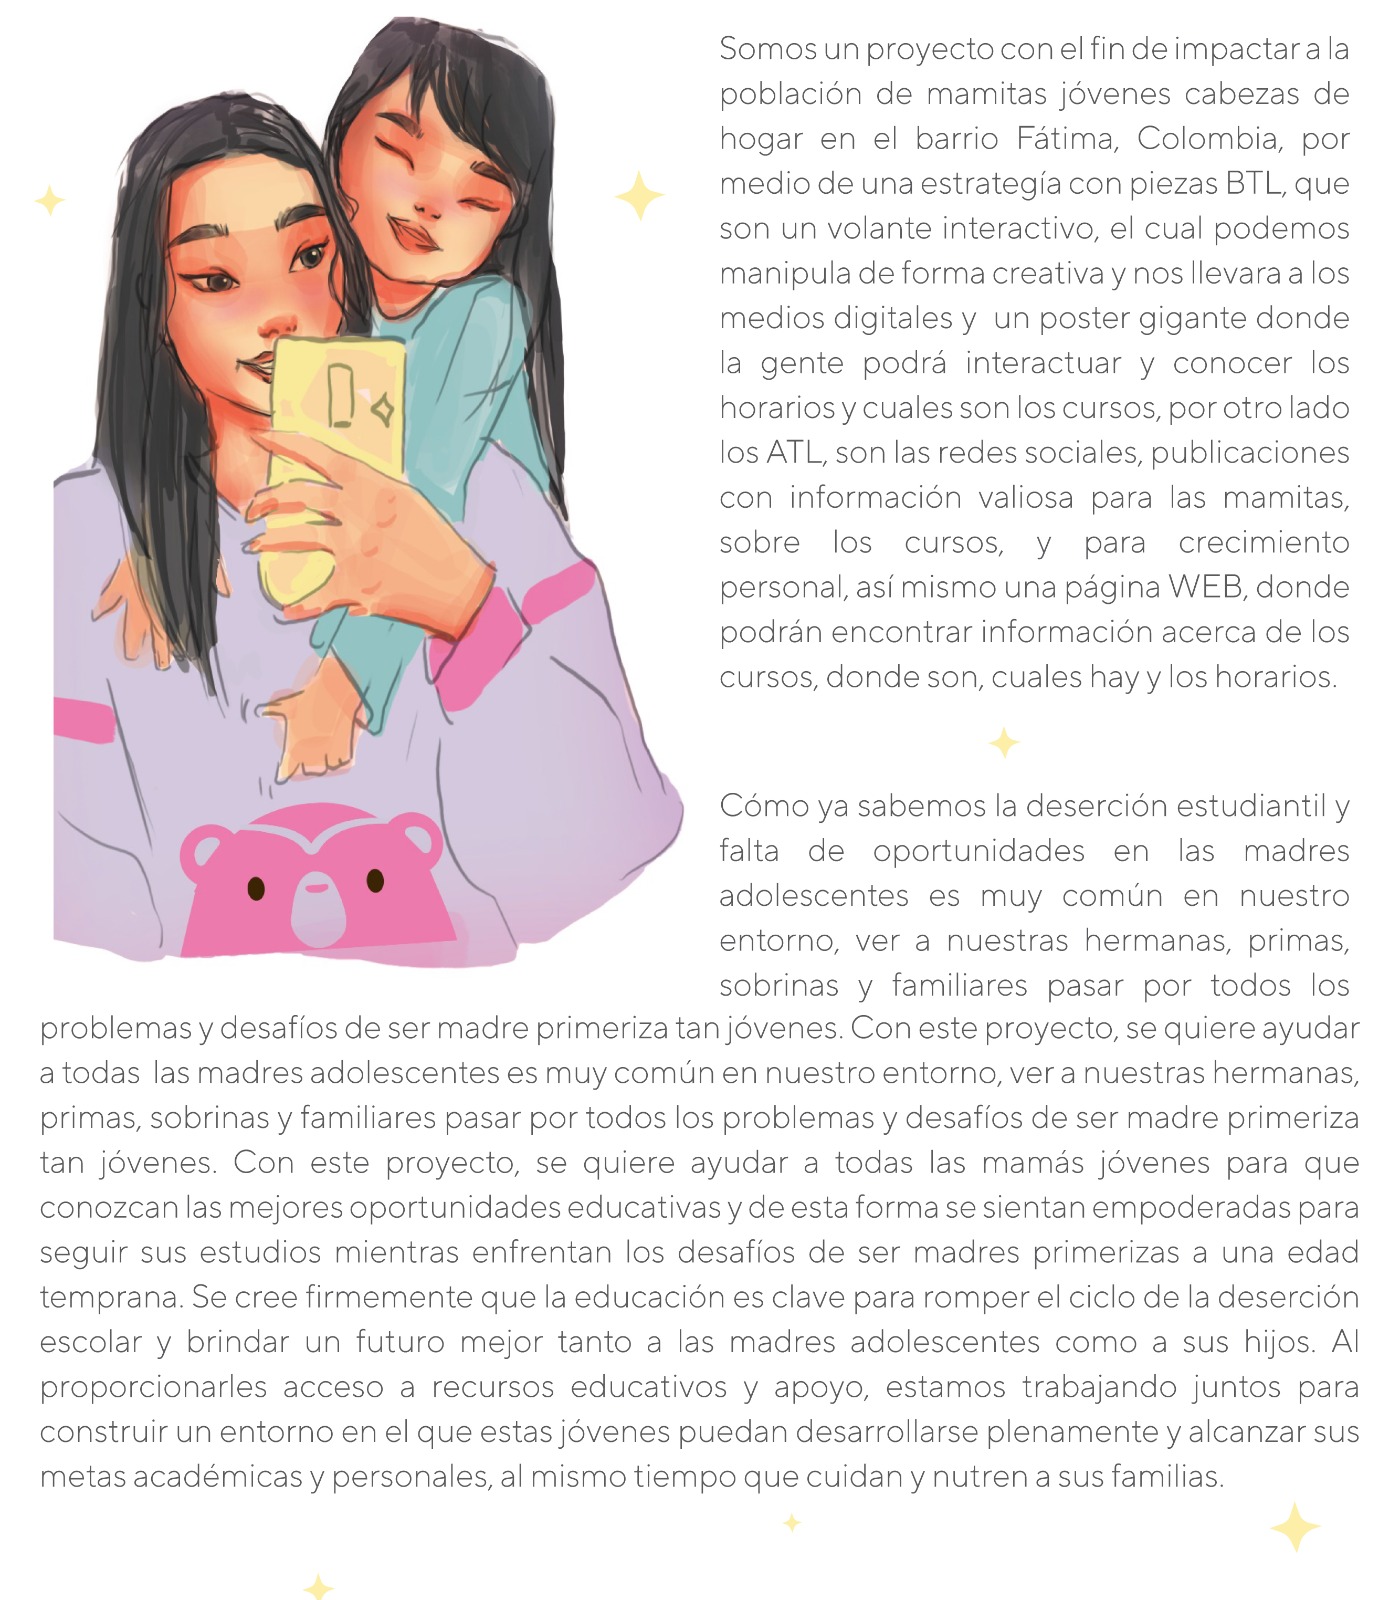 Somos un proyecto con el fin de impactar a la
población de mamitas jóvenes cabezas de
hogar en el barrio Fátima, Colombia, por
medio de una estrategía con piezas BTL, que
son un volante interactivo, el cual podemos
manipula de forma creativa y nos llevara a los
medios digitales y un poster gigante donde
la gente podrá interactuar y conocer los
horarios y cuales son los cursos, por otro lado
los ATL, son las redes sociales, publicaciones
con información valiosa para las mamitas,
sobre los cursos, y para crecimiento
personal, así mismo una página WEB, donde
podrán encontrar información acerca de los
cursos, donde son, cuales hay y los horarios.
Cómo ya sabemos la deserción estudiantil y
falta de oportunidades en las madres
adolescentes es muy común en nuestro
entorno, ver a nuestras hermanas, primas,
sobrinas y familiares pasar por todos los
problemas y desafíos de ser madre primeriza tan jóvenes. Con este proyecto, se quiere ayudar
a todas las madres adolescentes es muy común en nuestro entorno, ver a nuestras hermanas,
primas, sobrinas y familiares pasar por todos los problemas y desafíos de ser madre primeriza
tan jóvenes. Con este proyecto, se quiere ayudar a todas las mamás jóvenes para que
conozcan las mejores oportunidades educativas y de esta forma se sientan empoderadas para
seguir sus estudios mientras enfrentan los desafíos de ser madres primerizas a una edad
temprana. Se cree firmemente que la educación es clave para romper el ciclo de la deserción
escolar y brindar un futuro mejor tanto a las madres adolescentes como a sus hijos. Al
proporcionarles acceso a recursos educativos y apoyo, estamos trabajando juntos para
construir un entorno en el que estas jóvenes puedan desarrollarse plenamente y alcanzar sus
metas académicas y personales, al mismo tiempo que cuidan y nutren a sus familias.